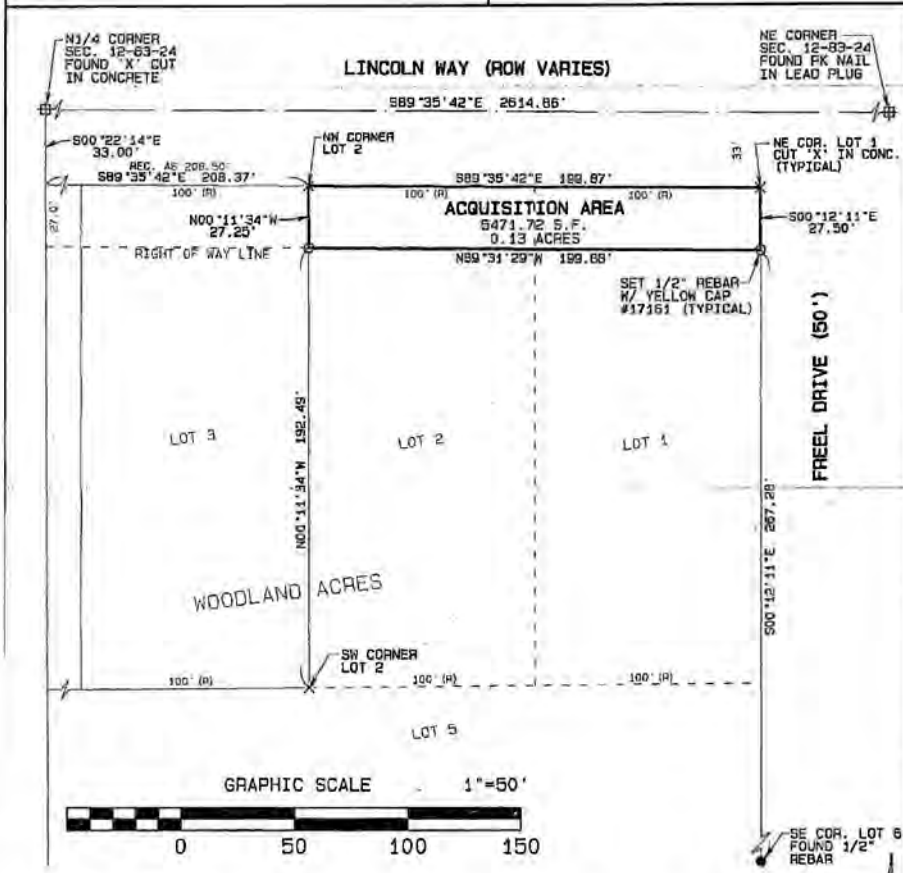 N1/4 CORNER
SEC. 12-83-24
FOUND 'X' CUT
IN CONCRETE
NE CORNER
SEC. 12-83-24
FOUND PK NAIL
IN LEAD PLUG
LINCOLN WAY (ROW VARIES)
S89°35'42"E 2614.86'
S00°22'14"E
33.00'
NW CORNER
LOT 2
33'
NE COR. LOT 1
CUT 'X' IN CONC.
(TYPICAL)
REC. AS 208.50'
S89°35'42"E 208.37'
S89°35'42"E 199.87'
100' (R)
100' (R)
100' (R)
27.0'
N00°11'34"W
27.25'
ACQUISITION AREA
5471.72 S.F.
0.13 ACRES
S00°12'11"E
27.50'
RIGHT OF WAY LINE
N89°31'29"W 199.88'
SET 1/2" REBAR
W/ YELLOW CAP
#17161 (TYPICAL)
FREEL DRIVE (50')
LOT 3
LOT 2
LOT 1
N00°11'34"W 192.49'
S00°12'11"E 267.28'
WOODLAND ACRES
SW CORNER
LOT 2
100' (R)
100' (R)
100' (R)
LOT 5
GRAPHIC SCALE 1"=50'
0 50 100 150
SE COR. LOT 6
FOUND 1/2"
REBAR